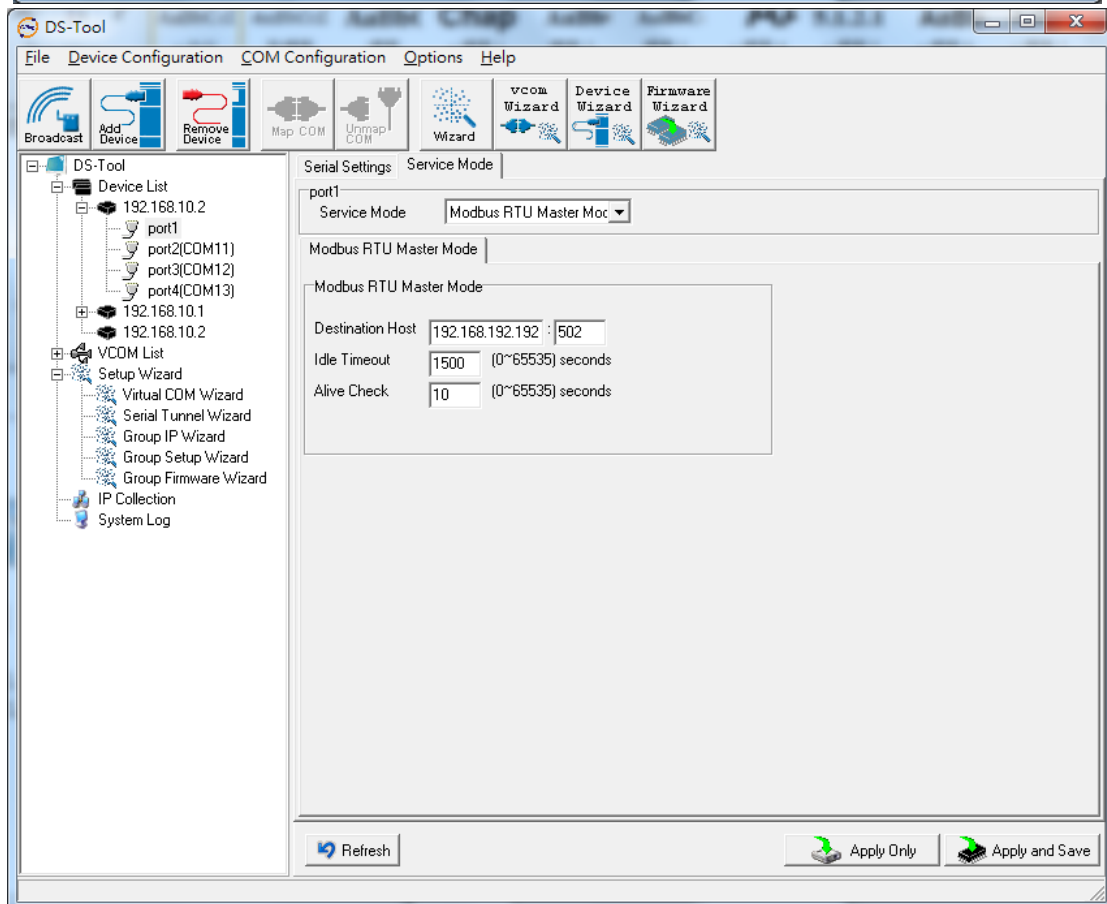 DS-Tool
File Device Configuration COM Configuration Options Help
Broadcast
Add Device
Remove Device
Map COM
Unmap COM
Wizard
vcom Wizard
Device Wizard
Firmware Wizard
DS-Tool
Device List
192.168.10.2
port1
port2(COM11)
port3(COM12)
port4(COM13)
192.168.10.1
192.168.10.2
VCOM List
Setup Wizard
Virtual COM Wizard
Serial Tunnel Wizard
Group IP Wizard
Group Setup Wizard
Group Firmware Wizard
IP Collection
System Log
Serial Settings Service Mode
port1
Service Mode Modbus RTU Master Moc
Modbus RTU Master Mode
Modbus RTU Master Mode
Destination Host 192.168.192.192 : 502
Idle Timeout 1500 (0~65535) seconds
Alive Check 10 (0~65535) seconds
Refresh Apply Only Apply and Save